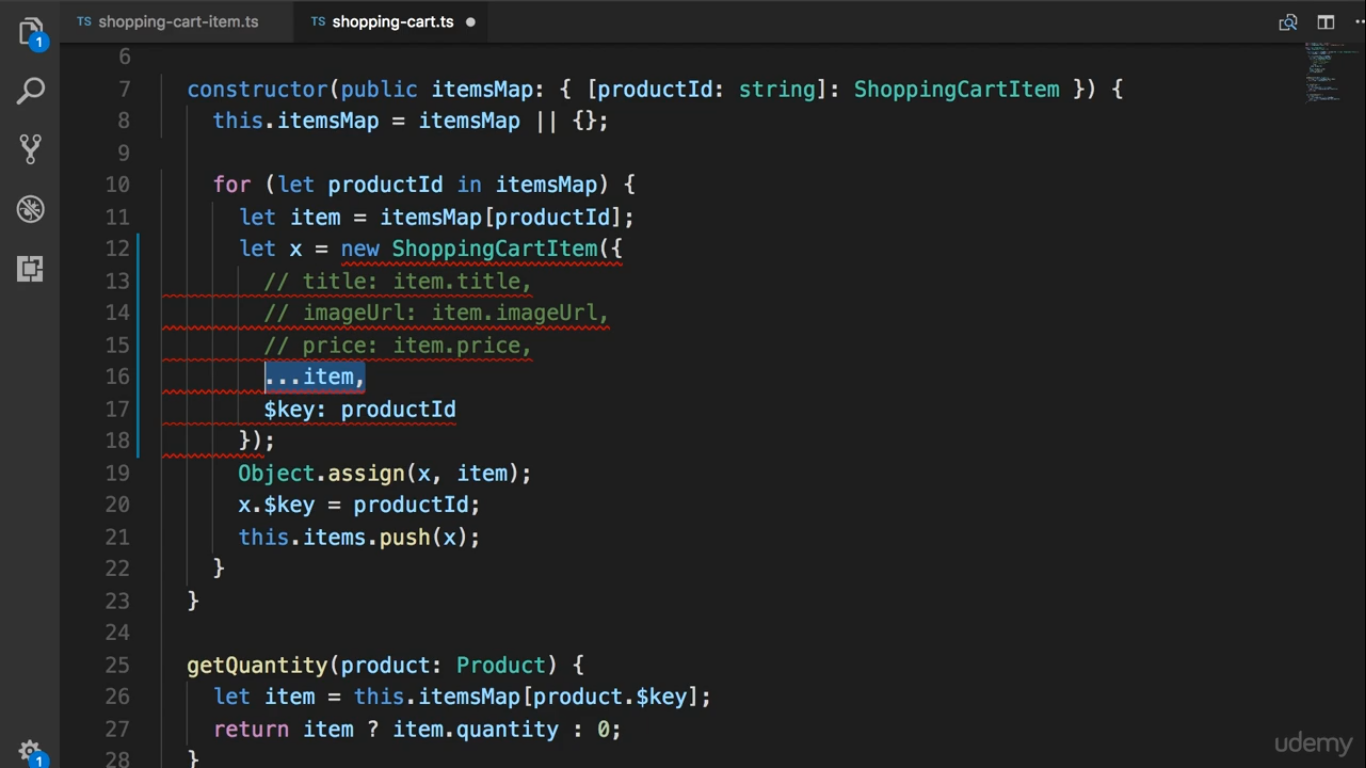 TS shopping-cart-item.ts TS shopping-cart.ts
1
6
7 constructor(public itemsMap: { [productId: string]: ShoppingCartItem }) {
8 this.itemsMap = itemsMap || {};
9
10 for (let productId in itemsMap) {
11 let item = itemsMap[productId];
12 let x = new ShoppingCartItem({
13 // title: item.title,
14 // imageUrl: item.imageUrl,
15 // price: item.price,
16 ...item,
17 $key: productId
18 });
19 Object.assign(x, item);
20 x.$key = productId;
21 this.items.push(x);
22 }
23 }
24
25 getQuantity(product: Product) {
26 let item = this.itemsMap[product.$key];
27 return item ? item.quantity : 0;
28 }
1
udemy